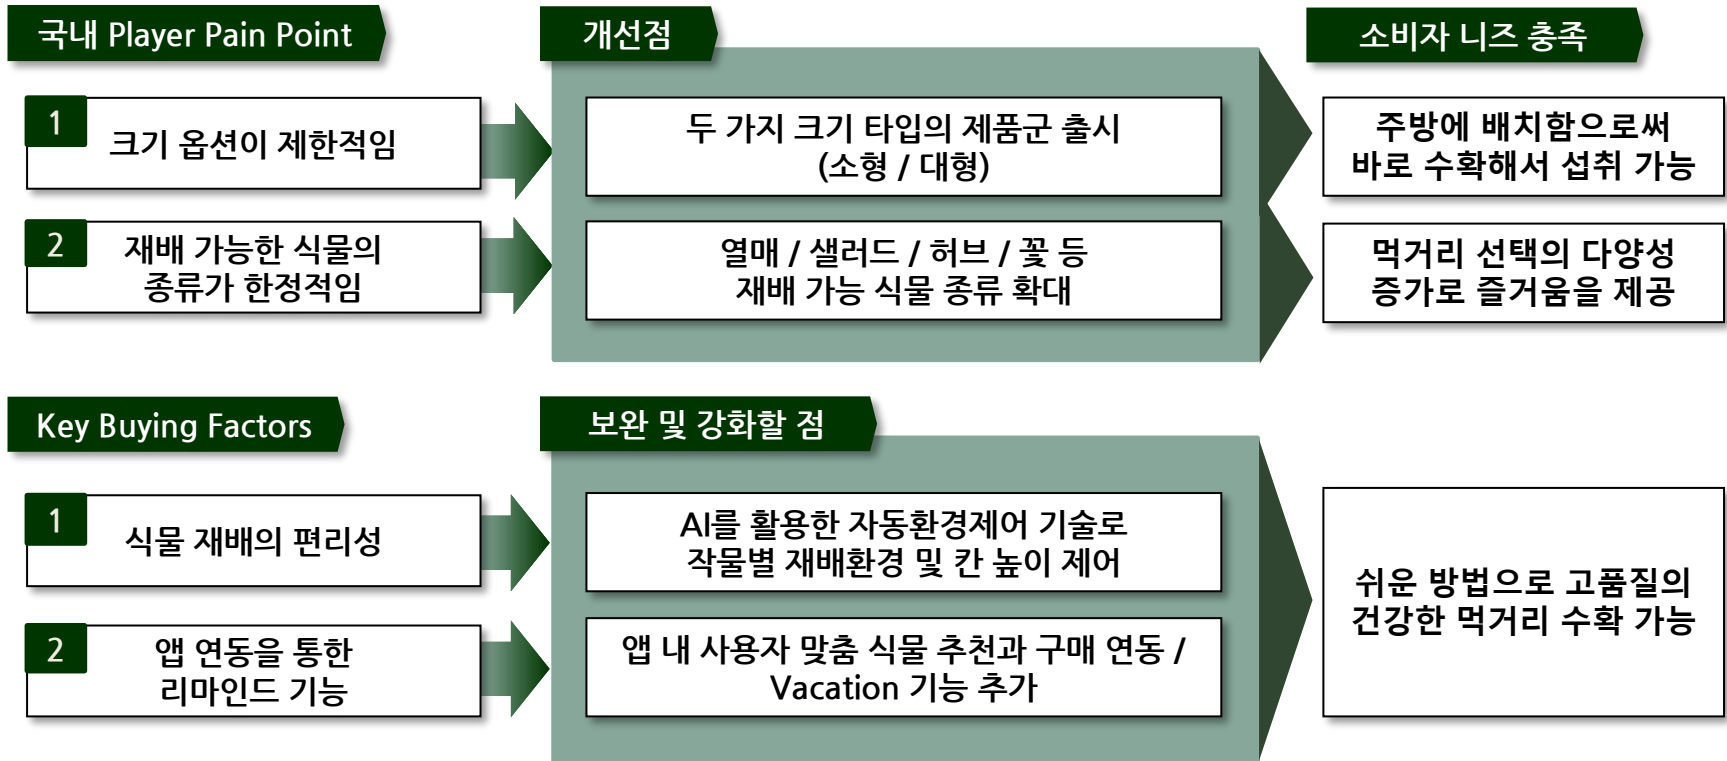 국내 Player Pain Point
개선점
소비자 니즈 충족
1
크기 옵션이 제한적임
두 가지 크기 타입의 제품군 출시
(소형 / 대형)
주방에 배치함으로써
바로 수확해서 섭취 가능
2
재배 가능한 식물의
종류가 한정적임
열매 / 샐러드 / 허브 / 꽃 등
재배 가능 식물 종류 확대
먹거리 선택의 다양성
증가로 즐거움을 제공
Key Buying Factors
보완 및 강화할 점
1
식물 재배의 편리성
AI를 활용한 자동환경제어 기술로
작물별 재배환경 및 칸 높이 제어
2
앱 연동을 통한
리마인드 기능
앱 내 사용자 맞춤 식물 추천과 구매 연동 /
Vacation 기능 추가
쉬운 방법으로 고품질의
건강한 먹거리 수확 가능